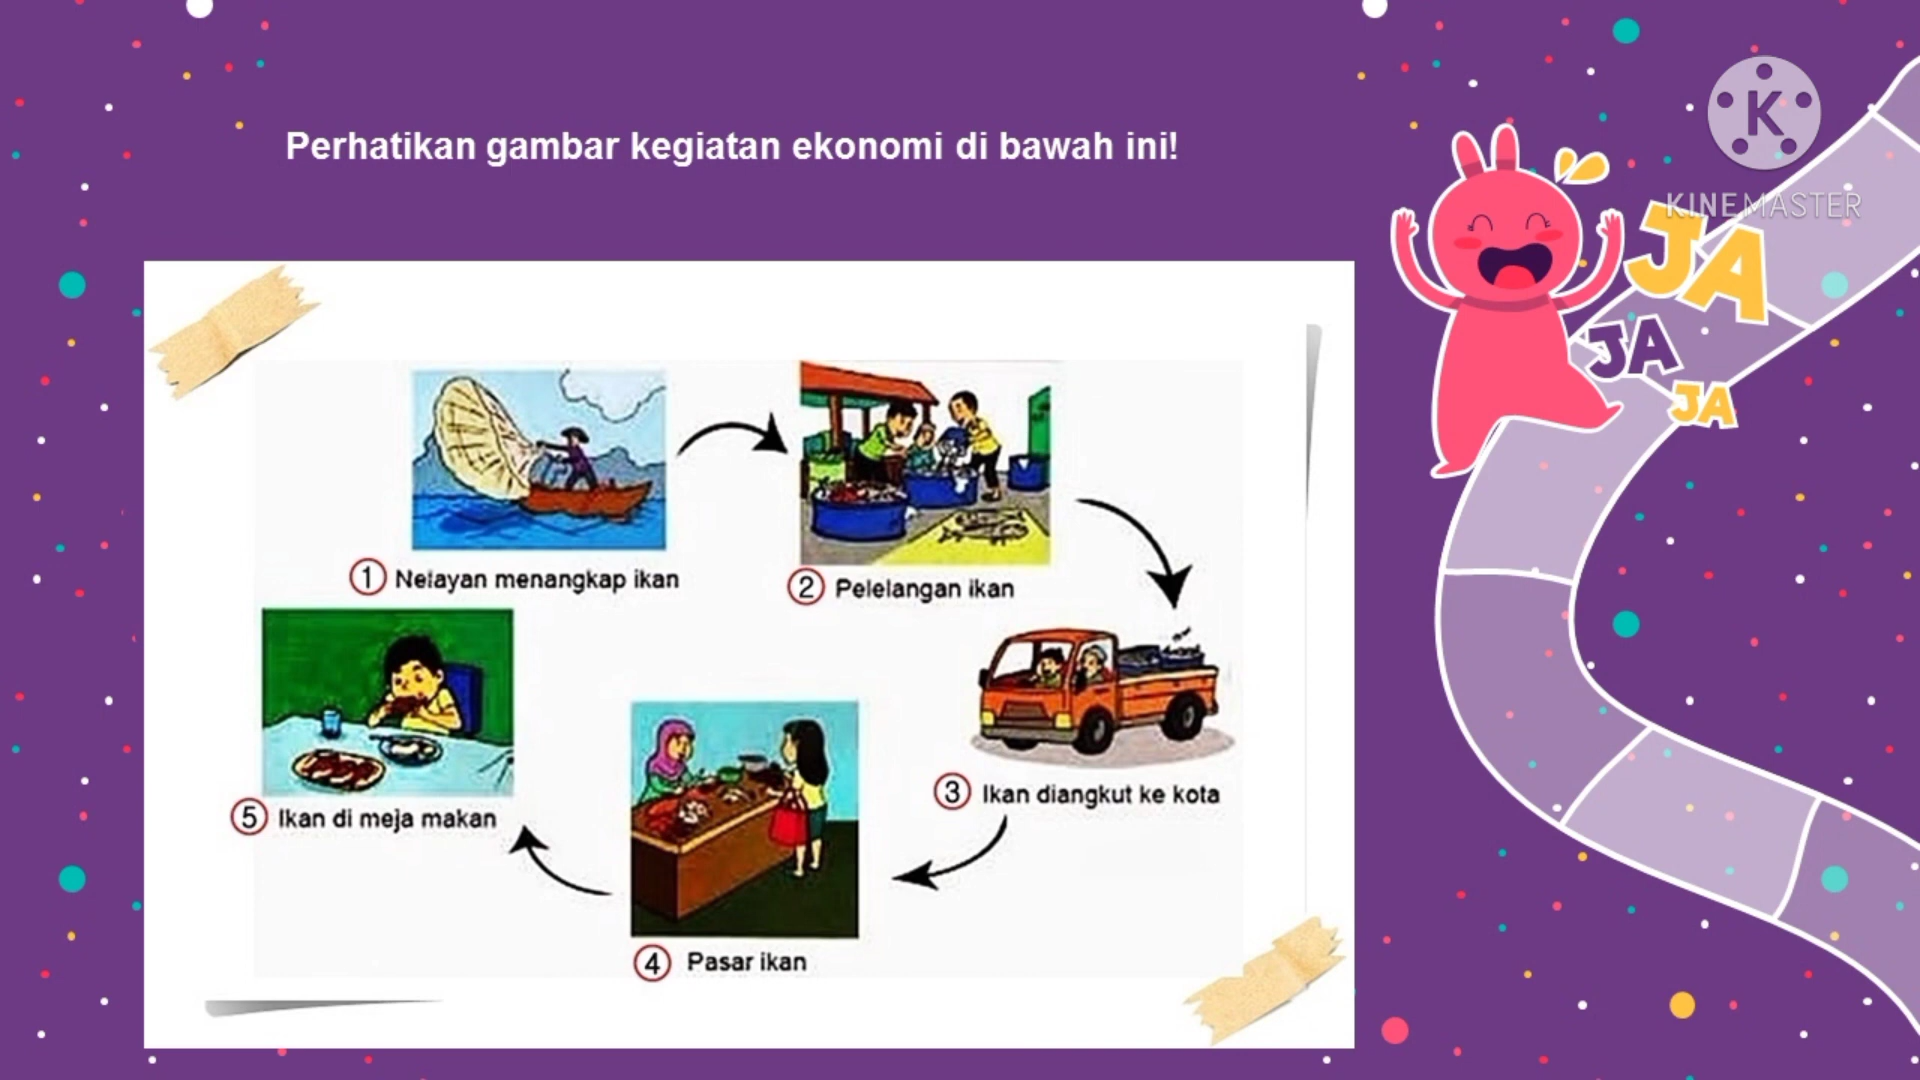 Perhatikan gambar kegiatan ekonomi di bawah ini!
K
KINEMASTER
JA
JA
JA
1 Nelayan menangkap ikan
2 Pelelangan ikan
3 Ikan diangkut ke kota
4 Pasar ikan
5 Ikan di meja makan